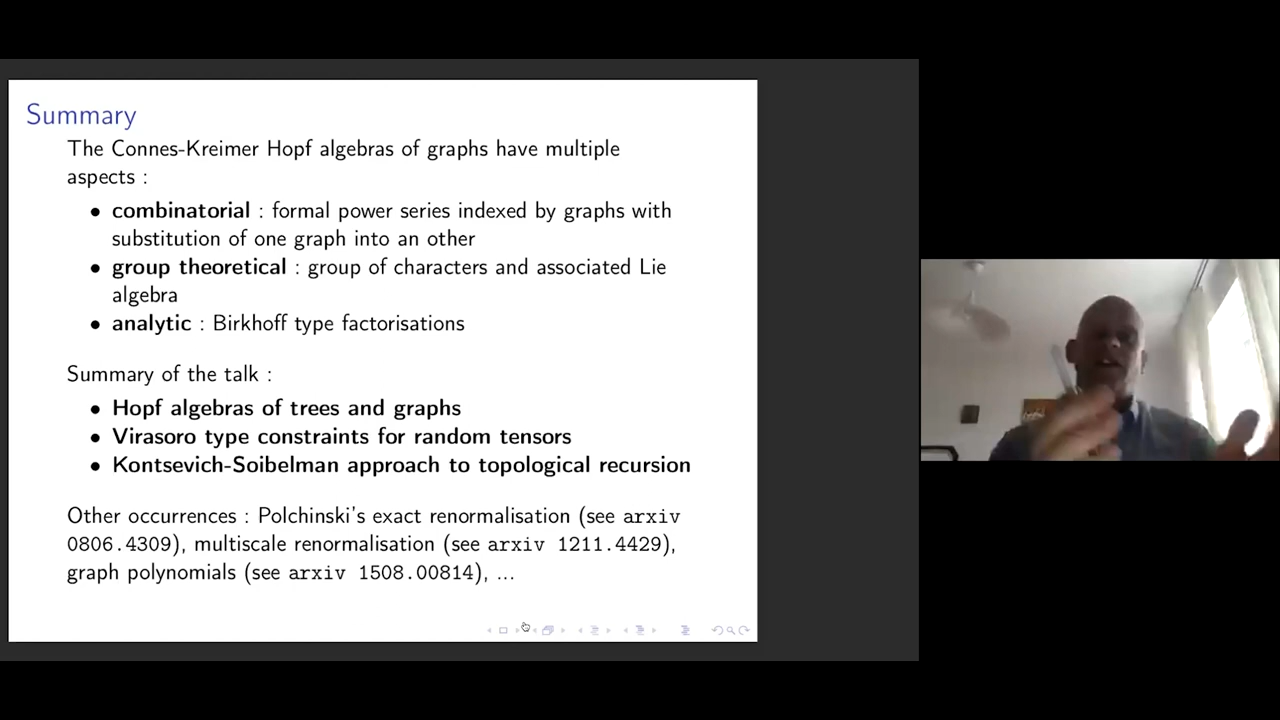 Summary
The Connes-Kreimer Hopf algebras of graphs have multiple
aspects :
• combinatorial : formal power series indexed by graphs with
substitution of one graph into an other
• group theoretical : group of characters and associated Lie
algebra
• analytic : Birkhoff type factorisations
Summary of the talk :
• Hopf algebras of trees and graphs
• Virasoro type constraints for random tensors
• Kontsevich-Soibelman approach to topological recursion
Other occurrences : Polchinski's exact renormalisation (see arxiv
0806.4309), multiscale renormalisation (see arxiv 1211.4429),
graph polynomials (see arxiv 1508.00814), ...